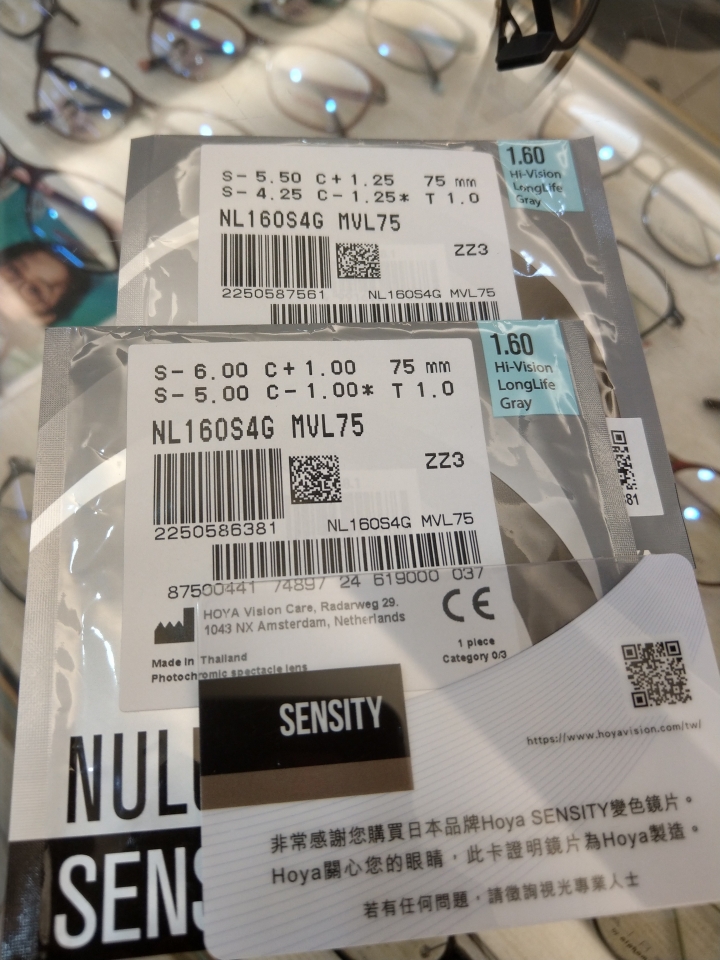 S- 5.50 C+ 1.25 75 mm
S- 4.25 C- 1.25* T 1.0
NL160S4G MVL75
ZZ3
2250587561 NL160S4G MVL75
1.60
Hi-Vision
LongLife
Gray
S- 6.00 C+ 1.00 75 mm
S- 5.00 C- 1.00* T 1.0
NL160S4G MVL75
ZZ3
2250586381 NL160S4G MVL75
87500441 74897 24 619000 037
HOYA Vision Care, Radarweg 29.
1043 NX Amsterdam, Netherlands
CE
Made in Thailand
Photochromic spectacle lens
1 piece
Category 0/3
1.60
Hi-Vision
LongLife
Gray
81
NUL
SENS
SENSITY
https://www.hoyavision.com/tw/
非常感謝您購買日本品牌Hoya SENSITY變色鏡片。
Hoya關心您的眼睛，此卡證明鏡片為Hoya製造。
若有任何問題，請徵詢視光專業人士